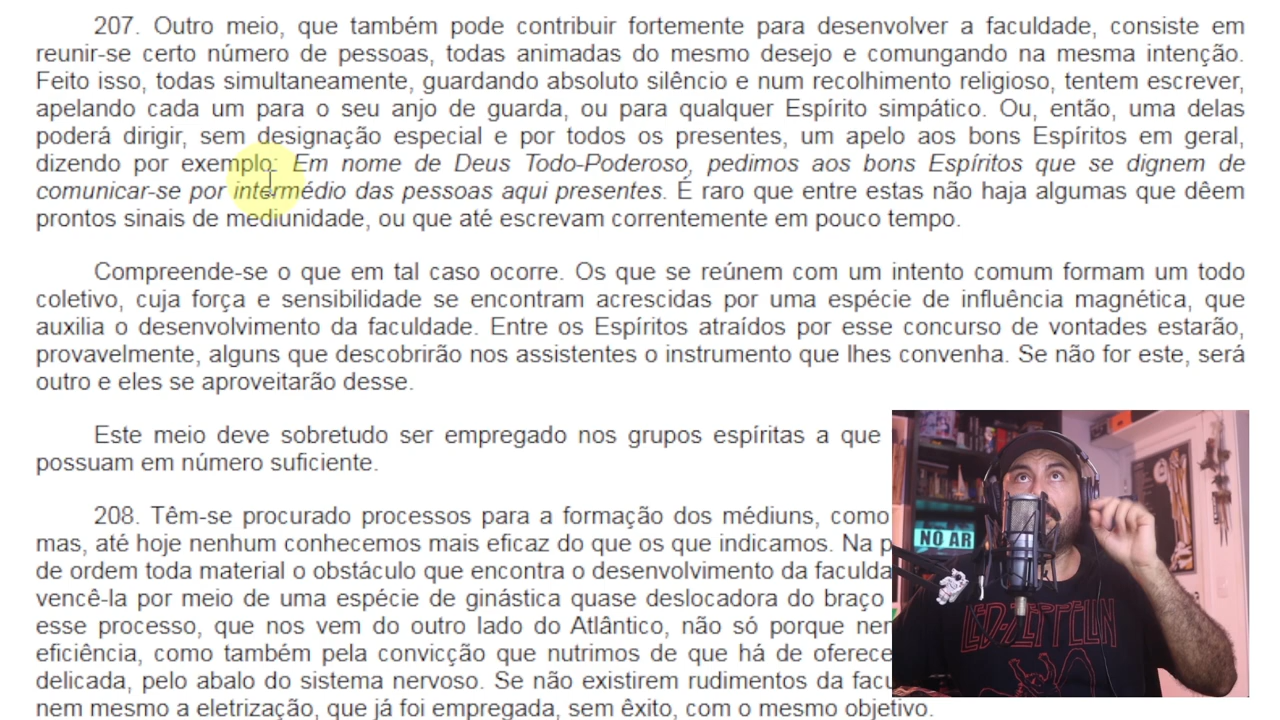 207. Outro meio, que também pode contribuir fortemente para desenvolver a faculdade, consiste em
reunir-se certo número de pessoas, todas animadas do mesmo desejo e comungando na mesma intenção.
Feito isso, todas simultaneamente, guardando absoluto silêncio e num recolhimento religioso, tentem escrever,
apelando cada um para o seu anjo de guarda, ou para qualquer Espírito simpático. Ou, então, uma delas
poderá dirigir, sem designação especial e por todos os presentes, um apelo aos bons Espíritos em geral,
dizendo por exemplo: Em nome de Deus Todo-Poderoso, pedimos aos bons Espíritos que se dignem de
comunicar-se por intermédio das pessoas aqui presentes. É raro que entre estas não haja algumas que dêem
prontos sinais de mediunidade, ou que até escrevam correntemente em pouco tempo.
Compreende-se o que em tal caso ocorre. Os que se reúnem com um intento comum formam um todo
coletivo, cuja força e sensibilidade se encontram acrescidas por uma espécie de influência magnética, que
auxilia o desenvolvimento da faculdade. Entre os Espíritos atraídos por esse concurso de vontades estarão,
provavelmente, alguns que descobrirão nos assistentes o instrumento que lhes convenha. Se não for este, será
outro e eles se aproveitarão desse.
Este meio deve sobretudo ser empregado nos grupos espíritas a que
possuam em número suficiente.
208. Têm-se procurado processos para a formação dos médiuns, como
mas, até hoje nenhum conhecemos mais eficaz do que os que indicamos. Na p
de ordem toda material o obstáculo que encontra o desenvolvimento da faculda
vencê-la por meio de uma espécie de ginástica quase deslocadora do braço
esse processo, que nos vem do outro lado do Atlântico, não só porque nen
eficiência, como também pela convicção que nutrimos de que há de oferece
delicada, pelo abalo do sistema nervoso. Se não existirem rudimentos da facu
nem mesmo a eletrização, que já foi empregada, sem êxito, com o mesmo objetivo.
NO AR
LED-ZEPPELIN